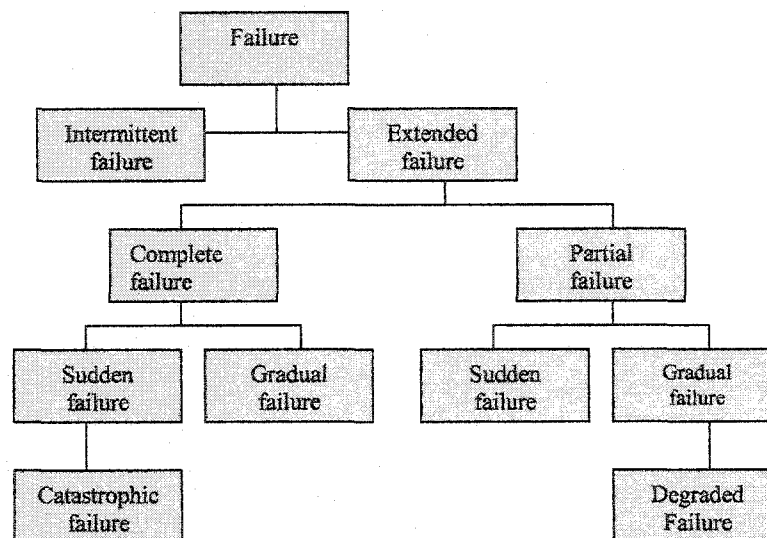 Failure
Intermittent
failure
Extended
failure
Complete
failure
Partial
failure
Sudden
failure
Gradual
failure
Sudden
failure
Gradual
failure
Catastrophic
failure
Degraded
Failure